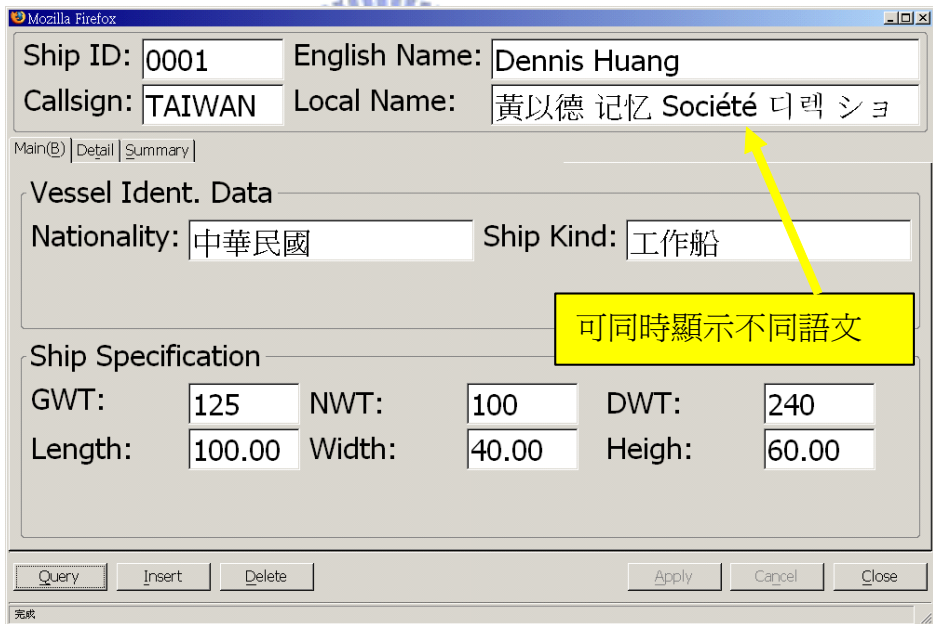 Mozilla Firefox
Ship ID: 0001 English Name: Dennis Huang
Callsign: TAIWAN Local Name: 黃以德 记忆 Société 디렉 ショ
Main(B) Detail Summary
Vessel Ident. Data
Nationality: 中華民國 Ship Kind: 工作船
可同時顯示不同語文
Ship Specification
GWT: 125 NWT: 100 DWT: 240
Length: 100.00 Width: 40.00 Heigh: 60.00
Query Insert Delete Apply Cancel Close
完成